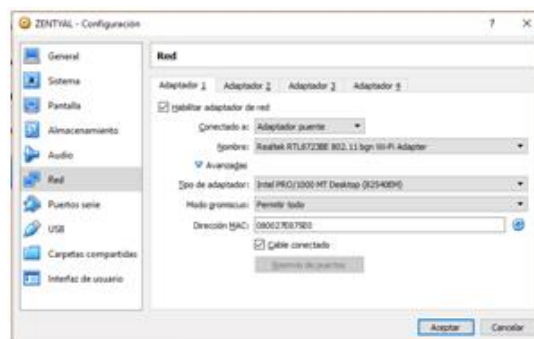 ZENTYAL - Configuración
General
Sistema
Pantalla
Almacenamiento
Audio
Red
Puertos serie
USB
Carpetas compartidas
Interfaz de usuario
Red
Adaptador 1 Adaptador 2 Adaptador 3 Adaptador 4
Habilitar adaptador de red
Conectado a: Adaptador puente
Nombre: Realtek RTL8723BE 802.11 bgn Wi-Fi Adapter
Avanzadas
Tipo de adaptador: Intel PRO/1000 MT Desktop (82540EM)
Modo promiscuo: Permitir todo
Dirección MAC:
Cable conectado
Reenvío de puertos
Aceptar Cancelar